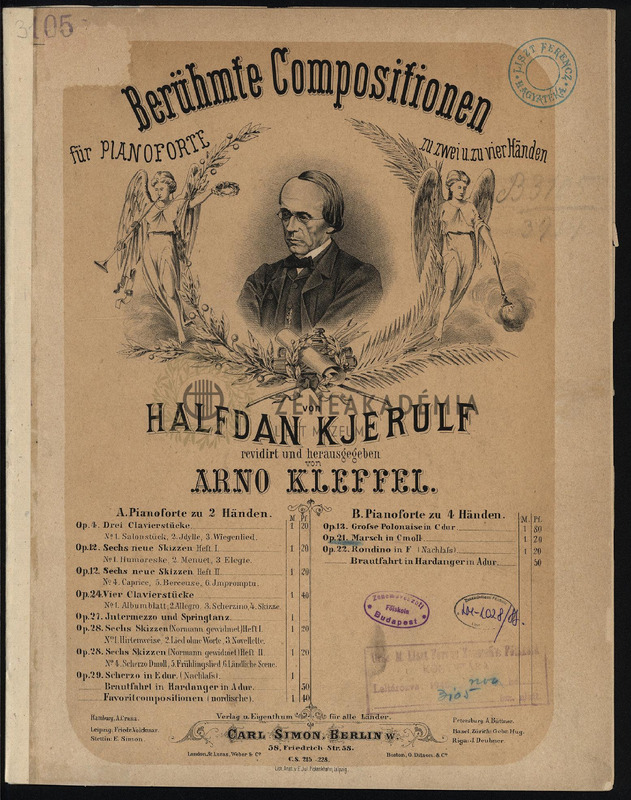 3105
Berühmte Compositionen
LISZT FERENCZ
HAGYATÉKA
für PIANOFORTE
zu zwei u. zu vier Händen
von
ZENEAKADÉMIA
HALFDAN KJERULF
revidirt und herausgegeben
von
ARNO KLEFFEL.
A. Pianoforte zu 2 Händen.
M. Pf.
Op. 4. Drei Clavierstücke 1 20
No 1. Salonstück, 2. Idylle, 3. Wiegenlied.
Op. 12. Sechs neue Skizzen Heft I. 1 20
No 1. Humoreske, 2. Menuet, 3. Elegie.
Op. 12. Sechs neue Skizzen Heft II. 1 20
No 4. Caprice, 5. Berceuse, 6. Impromptu.
Op. 24. Vier Clavierstücke 1 40
No 1. Albumblatt, 2. Allegro, 3. Scherzino, 4. Skizze.
Op. 27. Intermezzo und Springtanz.
Op. 28. Sechs Skizzen (Normann gewidmet) Heft I. 1 20
No 1. Hirtenweise, 2. Lied ohne Worte, 3. Novellette.
Op. 28. Sechs Skizzen (Normann gewidmet) Heft II. 1 20
No 4. Scherzo Dmoll, 5. Frühlingslied, 6. Ländliche Scene.
Op. 29. Scherzo in E dur. (Nachlaß). 1
Brautfahrt in Hardanger in A dur. 50
Favoritcompositionen (nordische). 1 40
B. Pianoforte zu 4 Händen.
M. Pf.
Op. 13. Große Polonaise in C dur 1 80
Op. 21. Marsch in C moll 1 20
Op. 22. Rondino in F (Nachlaß) 1 20
Brautfahrt in Hardanger in A dur. 50
Zeneművészeti
Főiskola
Budapest
LM-1028/
3105
Verlag u. Eigenthum für alle Länder.
Hamburg, A. Cranz.
Stettin, E. Simon.
CARL SIMON, BERLIN W.
58, Friedrich Str. 58.
Petersburg, A. Büttner.
Basel, Zürich: Gebr. Hug.
Riga: J. Deubner
London, St. Lucas, Weber & Co
C.S. 215-228.